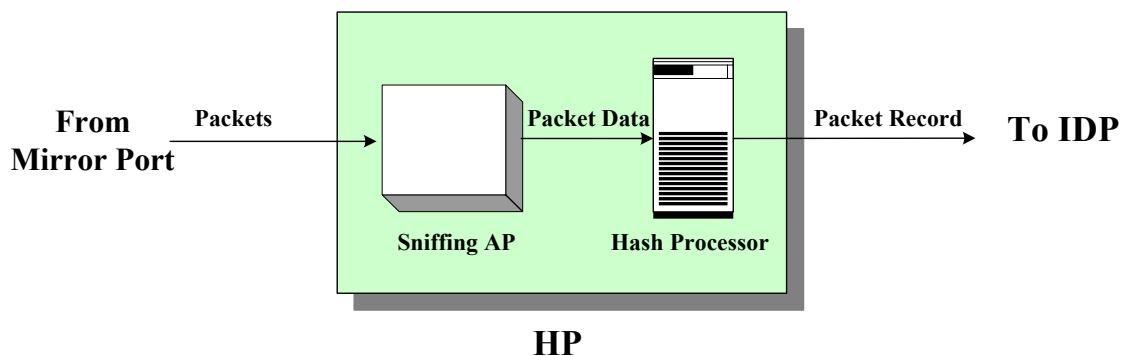 From
Mirror Port
Packets
Packet Data
Packet Record
To IDP
Sniffing AP
Hash Processor
HP